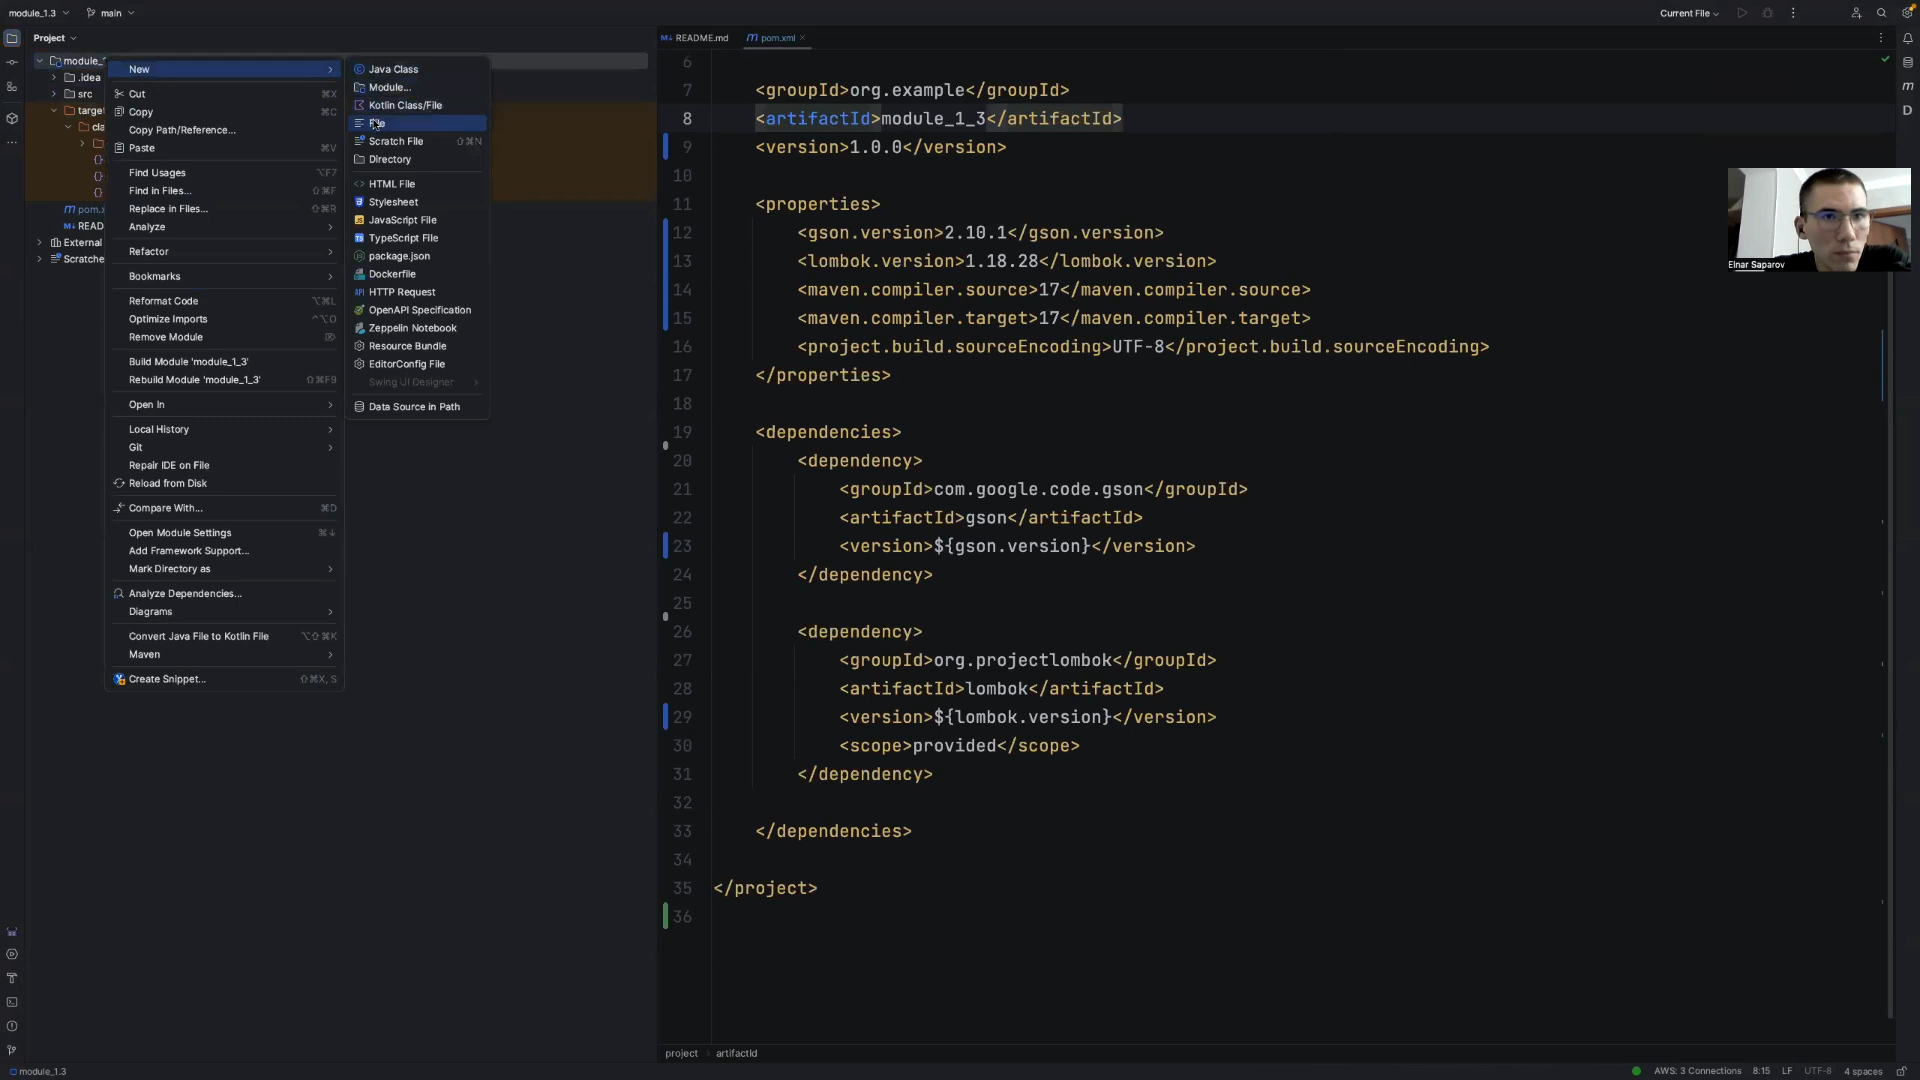 module_1.3
main
Current File
Project
README.md
pom.xml
module_1
.idea
src
target
cla
pom.x
READ
External
Scratche
New
Cut ⌘X
Copy ⌘C
Copy Path/Reference...
Paste ⌘V
Find Usages ⌥F7
Find in Files... ⇧⌘F
Replace in Files... ⇧⌘R
Analyze
Refactor
Bookmarks
Reformat Code ⌥⌘L
Optimize Imports ^⌥O
Remove Module ⌦
Build Module 'module_1_3'
Rebuild Module 'module_1_3' ⇧⌘F9
Open In
Local History
Git
Repair IDE on File
Reload from Disk
Compare With... ⌘D
Open Module Settings ⌘↓
Add Framework Support...
Mark Directory as
Analyze Dependencies...
Diagrams
Convert Java File to Kotlin File ⌥⇧⌘K
Maven
Create Snippet... ⇧⌘X, S
Java Class
Module...
Kotlin Class/File
File
Scratch File ⇧⌘N
Directory
HTML File
Stylesheet
JavaScript File
TypeScript File
package.json
Dockerfile
HTTP Request
OpenAPI Specification
Zeppelin Notebook
Resource Bundle
EditorConfig File
Swing UI Designer
Data Source in Path
6
7 <groupId>org.example</groupId>
8 <artifactId>module_1_3</artifactId>
9 <version>1.0.0</version>
10
11 <properties>
12 <gson.version>2.10.1</gson.version>
13 <lombok.version>1.18.28</lombok.version>
14 <maven.compiler.source>17</maven.compiler.source>
15 <maven.compiler.target>17</maven.compiler.target>
16 <project.build.sourceEncoding>UTF-8</project.build.sourceEncoding>
17 </properties>
18
19 <dependencies>
20 <dependency>
21 <groupId>com.google.code.gson</groupId>
22 <artifactId>gson</artifactId>
23 <version>${gson.version}</version>
24 </dependency>
25
26 <dependency>
27 <groupId>org.projectlombok</groupId>
28 <artifactId>lombok</artifactId>
29 <version>${lombok.version}</version>
30 <scope>provided</scope>
31 </dependency>
32
33 </dependencies>
34
35 </project>
36
Elnar Saparov
project › artifactId
module_1.3
AWS: 3 Connections 8:15 LF UTF-8 4 spaces